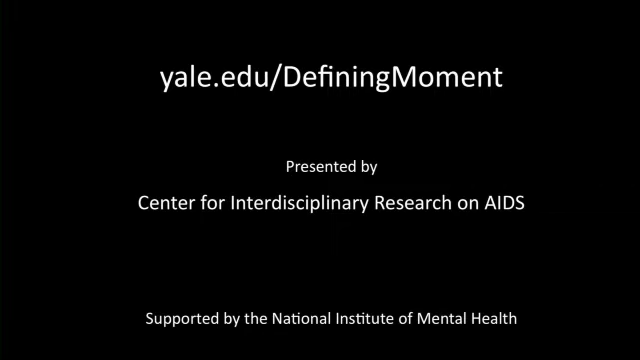 yale.edu/DefiningMoment
Presented by
Center for Interdisciplinary Research on AIDS
Supported by the National Institute of Mental Health